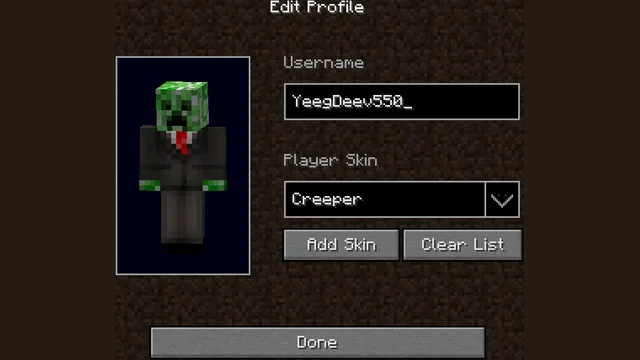 Edit Profile
Username
YeegDeev550_
Player Skin
Creeper
Add Skin
Clear List
Done